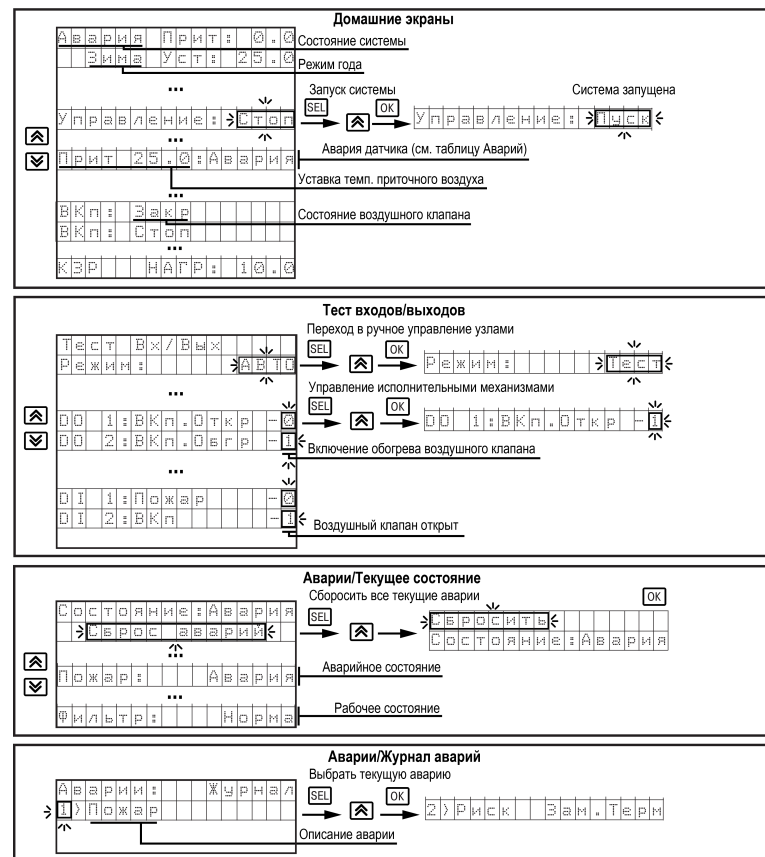 Домашние экраны
Авария Прит: 0.0
Состояние системы
Зима Уст: 25.0
Режим года
...
Запуск системы
Система запущена
Управление: Стоп
SEL
OK
Управление: Пуск
Авария датчика (см. таблицу Аварий)
Прит 25.0:Авария
Уставка темп. приточного воздуха
...
ВКп: Закр
Состояние воздушного клапана
ВКп: Стоп
...
КЗР НАГР: 10.0
Тест входов/выходов
Переход в ручное управление узлами
Тест Вх/Вых
Режим: АВТО
SEL
OK
Режим: Тест
...
Управление исполнительными механизмами
DO 1:ВКп.Откр -0
SEL
OK
DO 1:ВКп.Откр -1
DO 2:ВКп.Обгр -1
Включение обогрева воздушного клапана
...
DI 1:Пожар -0
DI 2:ВКп -1
Воздушный клапан открыт
Аварии/Текущее состояние
Сборосить все текущие аварии
OK
Состояние:Авария
Сброс аварий
SEL
Сбросить
Состояние:Авария
...
Аварийное состояние
Пожар: Авария
...
Рабочее состояние
Фильтр: Норма
Аварии/Журнал аварий
Выбрать текущую аварию
Аварии: Журнал
1)Пожар
SEL
OK
2)Риск Зам.Терм
Описание аварии